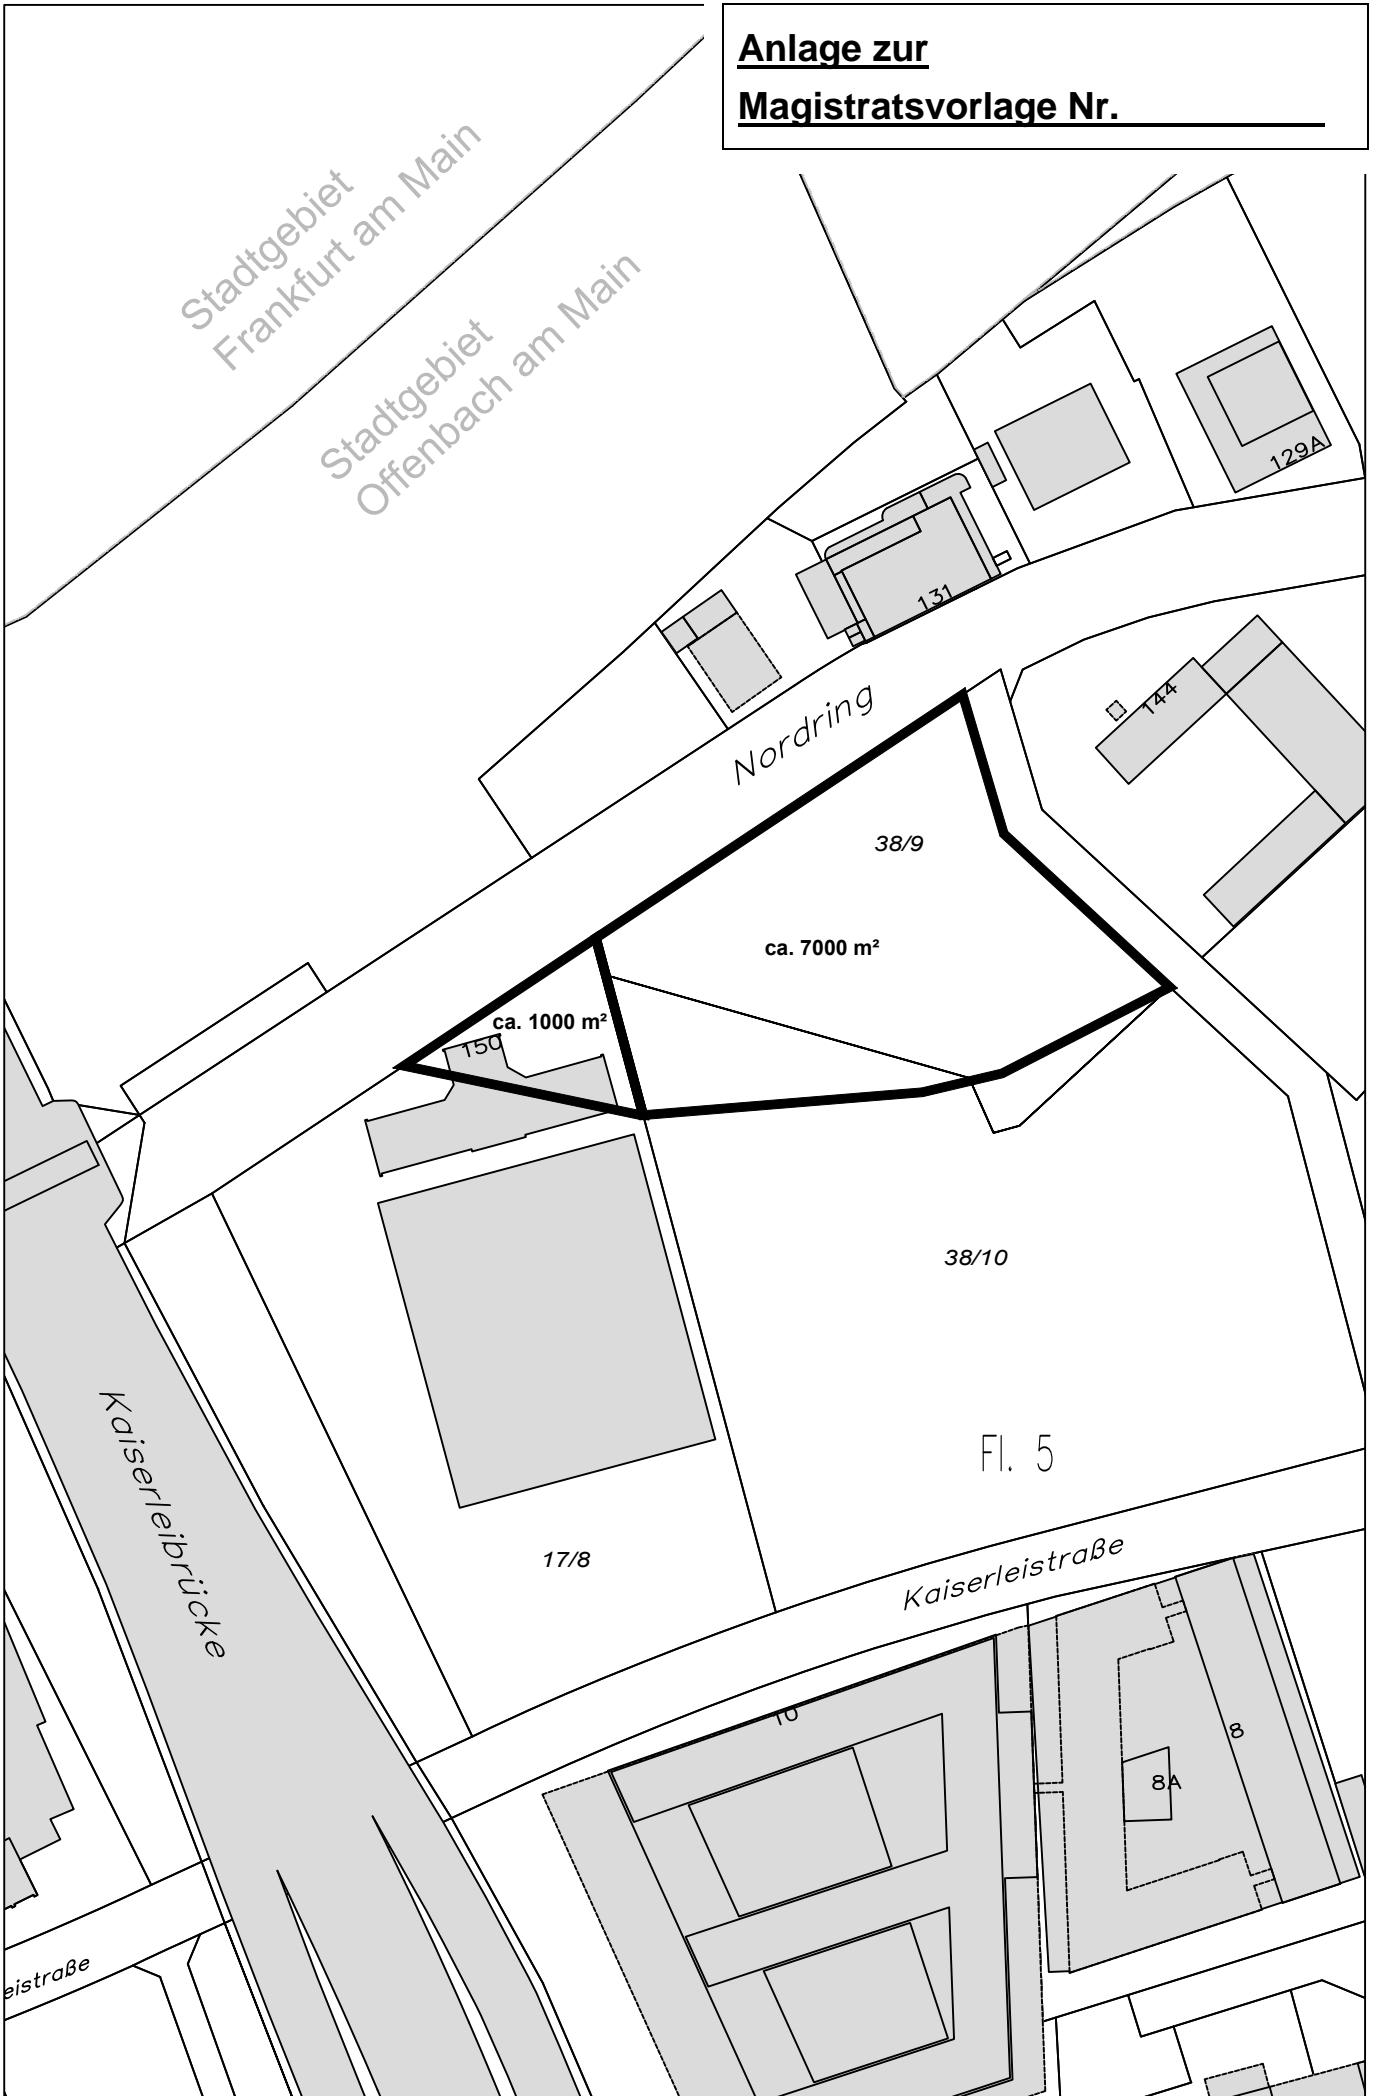 Anlage zur
Magistratsvorlage Nr.
Stadtgebiet
Frankfurt am Main
Stadtgebiet
Offenbach am Main
129A
131
144
Nordring
38/9
ca. 7000 m²
ca. 1000 m²
150
38/10
Fl. 5
Kaiserleibrücke
17/8
Kaiserleistraße
10
8
8A
eistraße